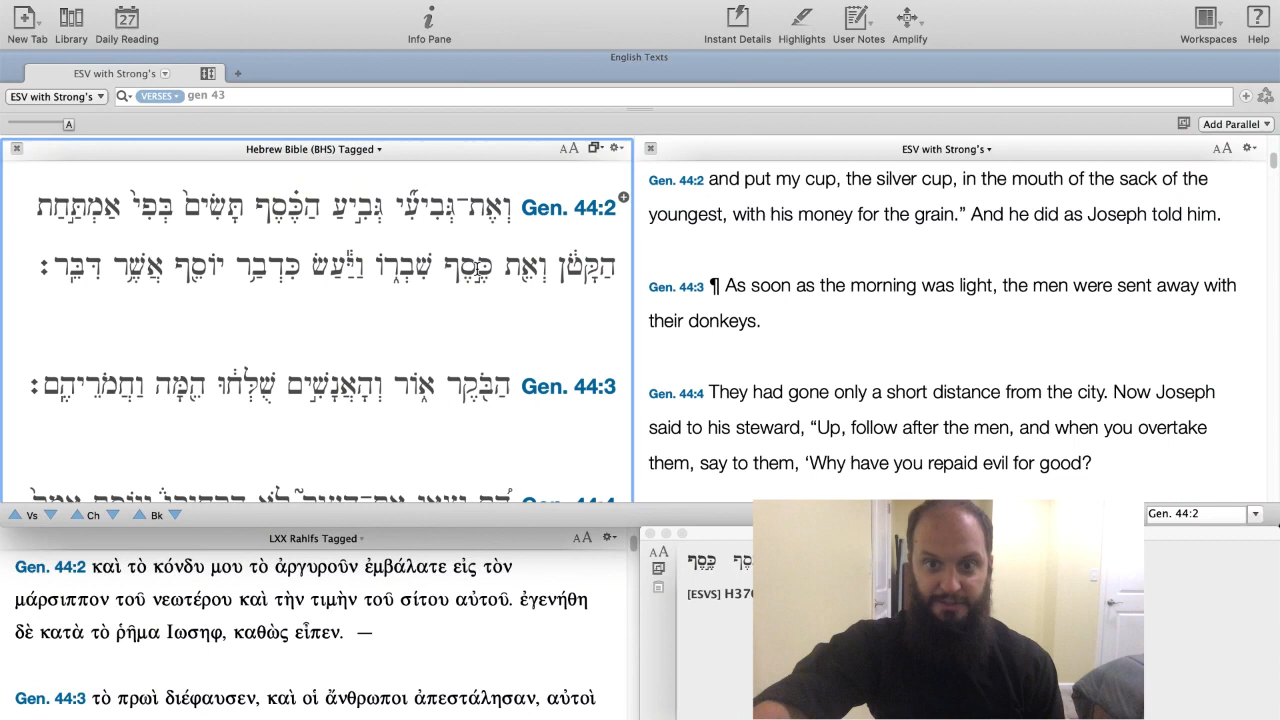 New Tab
Library
27
Daily Reading
Info Pane
Instant Details
Highlights
User Notes
Amplify
Workspaces
?
Help
English Texts
ESV with Strong's
+
ESV with Strong's
VERSES
gen 43
A
Add Parallel
Hebrew Bible (BHS) Tagged
AA
ESV with Strong's
AA
Gen. 44:2 וְאֶת־גְּבִיעִ֞י גְּבִ֣יעַ הַכֶּ֗סֶף תָּשִׂים֙ בְּפִי֙ אַמְתַּ֣חַת
הַקָּטֹ֔ן וְאֵ֖ת כֶּ֣סֶף שִׁבְר֑וֹ וַיַּ֕עַשׂ כִּדְבַ֥ר יוֹסֵ֖ף אֲשֶׁ֥ר דִּבֵּֽר׃
Gen. 44:3 הַבֹּ֖קֶר א֑וֹר וְהָאֲנָשִׁ֣ים שֻׁלְּח֔וּ הֵ֖מָּה וַחֲמֹרֵיהֶֽם׃
Gen. 44:2 and put my cup, the silver cup, in the mouth of the sack of the
youngest, with his money for the grain.” And he did as Joseph told him.
Gen. 44:3 ¶ As soon as the morning was light, the men were sent away with
their donkeys.
Gen. 44:4 They had gone only a short distance from the city. Now Joseph
said to his steward, “Up, follow after the men, and when you overtake
them, say to them, ‘Why have you repaid evil for good?
Vs
Ch
Bk
Gen. 44:2
LXX Rahlfs Tagged
AA
Gen. 44:2 καὶ τὸ κόνδυ μου τὸ ἀργυροῦν ἐμβάλατε εἰς τὸν
μάρσιππον τοῦ νεωτέρου καὶ τὴν τιμὴν τοῦ σίτου αὐτοῦ. ἐγενήθη
δὲ κατὰ τὸ ῥῆμα Ιωσηφ, καθὼς εἶπεν. —
Gen. 44:3 τὸ πρωὶ διέφαυσεν, καὶ οἱ ἄνθρωποι ἀπεστάλησαν, αὐτοὶ
AA
כֶּ֣סֶף
[ESVS]